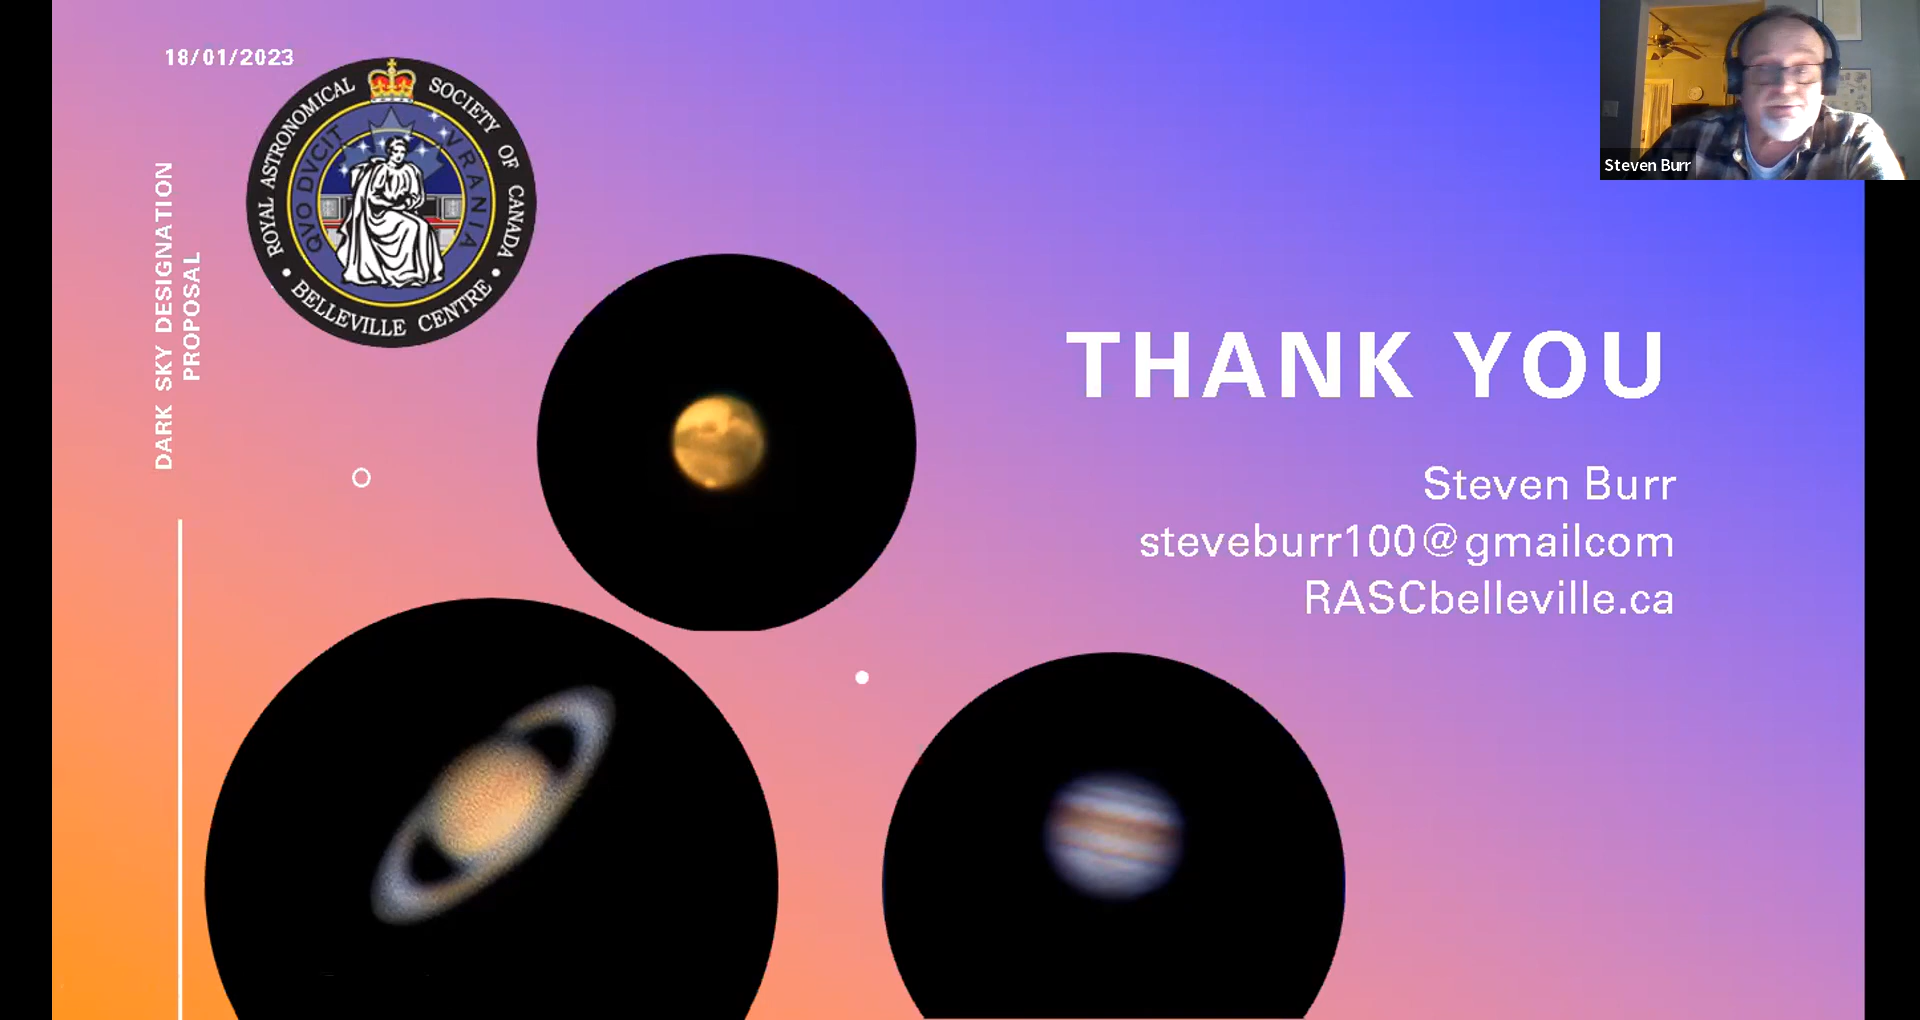 18/01/2023
ROYAL ASTRONOMICAL SOCIETY OF CANADA
• BELLEVILLE CENTRE •
QVO DVCIT VRANIA
DARK SKY DESIGNATION
PROPOSAL
THANK YOU
Steven Burr
steveburr100@gmailcom
RASCbelleville.ca
Steven Burr